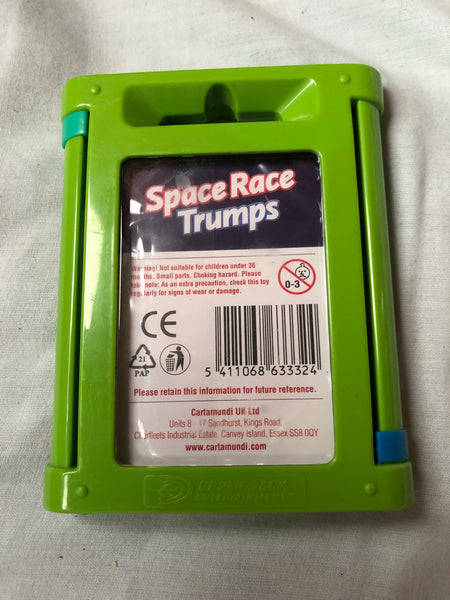 Space Race
Trumps
Warning! Not suitable for children under 36
months. Small parts. Choking hazard. Please
take note: As an extra precaution, check this toy
regularly for signs of wear or damage.
0-3
CE
21
PAP
5 411068 633324
Please retain this information for future reference.
Cartamundi UK Ltd
Units 8 - 17 Sandhurst, Kings Road,
Charfleets Industrial Estate, Canvey Island, Essex SS8 0QY
www.cartamundi.com
UPPER DECK
ENTERTAINMENT™